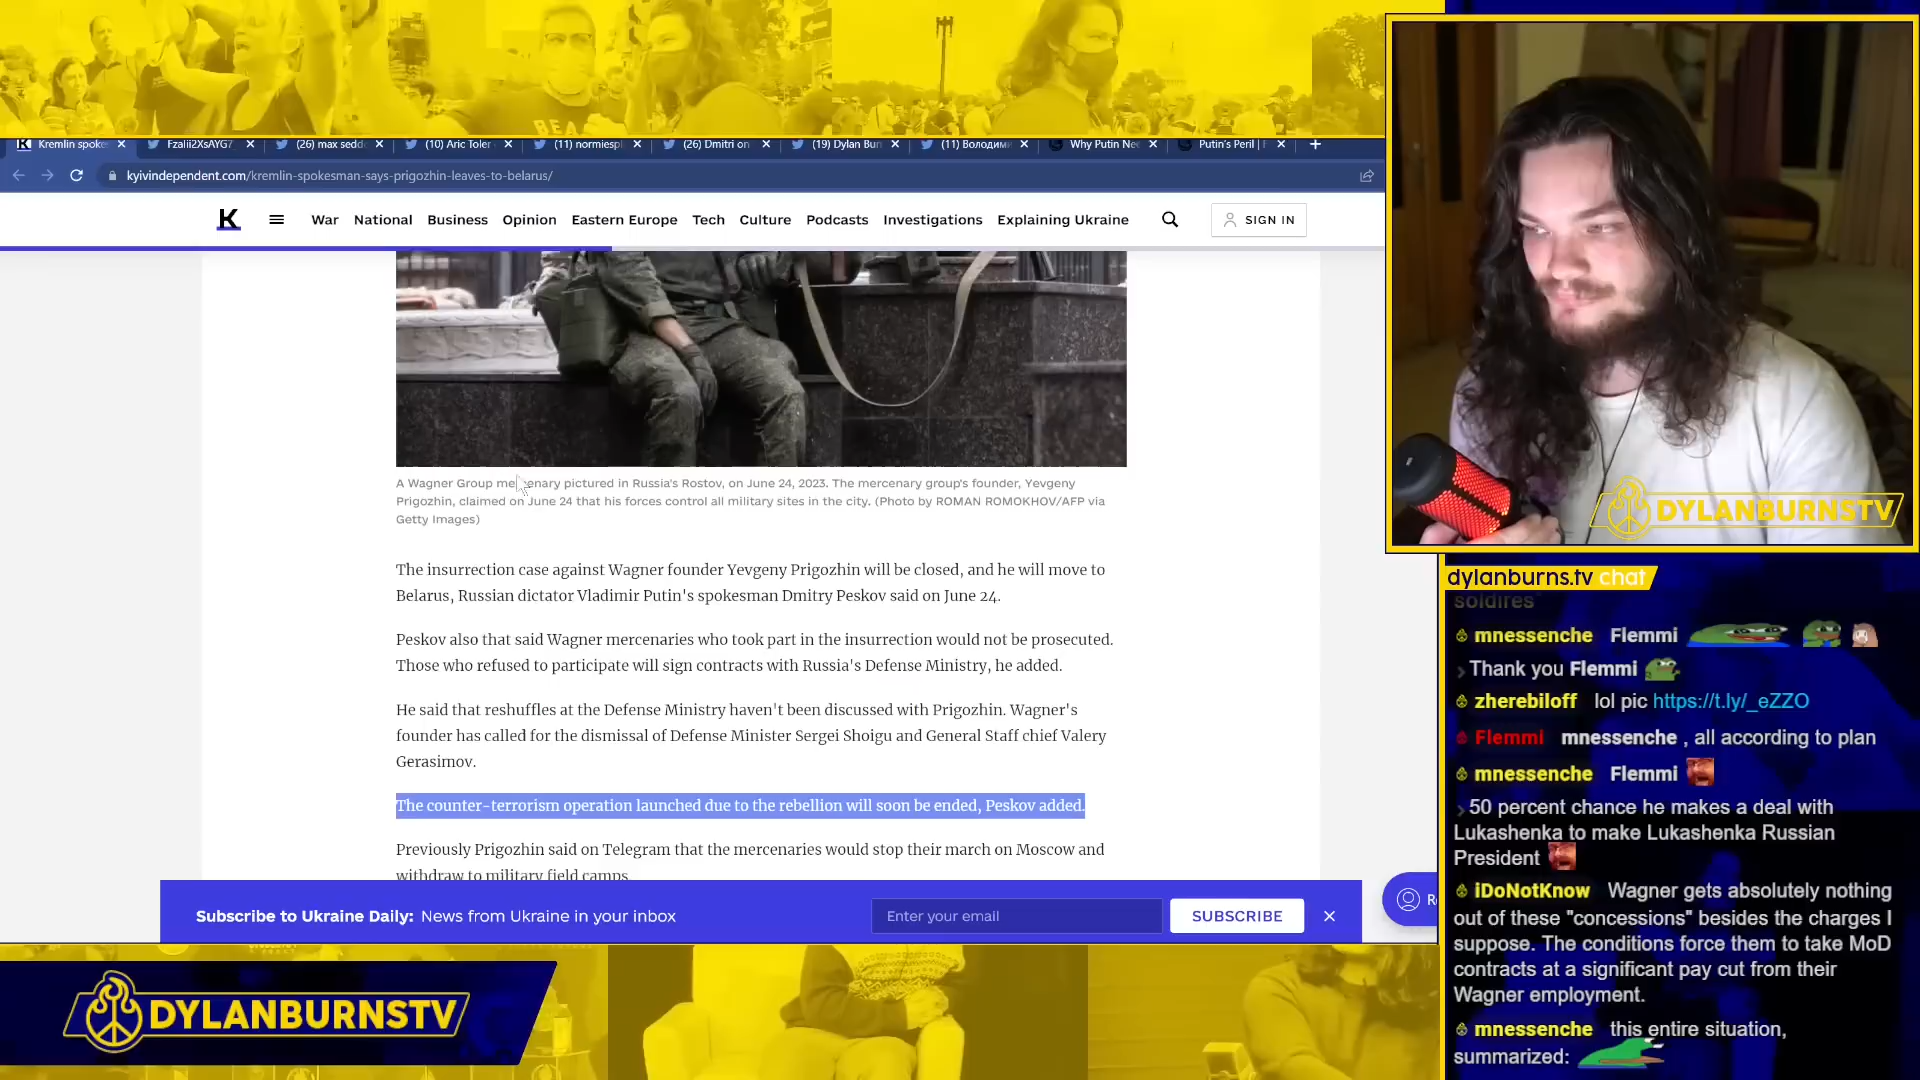 BEA
Kremlin spoke
Fzalii2XsAYG7
(26) max sedd
(10) Aric Toler
(11) normiespl
(26) Dmitri on
(19) Dylan Bun
(11) Володим
Why Putin Ne
Putin's Peril | F
kyivindependent.com/kremlin-spokesman-says-prigozhin-leaves-to-belarus/
K
War
National
Business
Opinion
Eastern Europe
Tech
Culture
Podcasts
Investigations
Explaining Ukraine
SIGN IN
A Wagner Group mercenary pictured in Russia's Rostov, on June 24, 2023. The mercenary group's founder, Yevgeny
Prigozhin, claimed on June 24 that his forces control all military sites in the city. (Photo by ROMAN ROMOKHOV/AFP via
Getty Images)
The insurrection case against Wagner founder Yevgeny Prigozhin will be closed, and he will move to
Belarus, Russian dictator Vladimir Putin's spokesman Dmitry Peskov said on June 24.
Peskov also that said Wagner mercenaries who took part in the insurrection would not be prosecuted.
Those who refused to participate will sign contracts with Russia's Defense Ministry, he added.
He said that reshuffles at the Defense Ministry haven't been discussed with Prigozhin. Wagner's
founder has called for the dismissal of Defense Minister Sergei Shoigu and General Staff chief Valery
Gerasimov.
The counter-terrorism operation launched due to the rebellion will soon be ended, Peskov added.
Previously Prigozhin said on Telegram that the mercenaries would stop their march on Moscow and
withdraw to military field camps.
Subscribe to Ukraine Daily: News from Ukraine in your inbox
Enter your email
SUBSCRIBE
R
DYLANBURNSTV
DYLANBURNSTV
dylanburns.tv chat
soldires"
mnessenche Flemmi
Thank you Flemmi
zherebiloff lol pic https://t.ly/_eZZO
Flemmi mnessenche , all according to plan
mnessenche Flemmi
50 percent chance he makes a deal with
Lukashenka to make Lukashenka Russian
President
iDoNotKnow Wagner gets absolutely nothing
out of these "concessions" besides the charges I
suppose. The conditions force them to take MoD
contracts at a significant pay cut from their
Wagner employment.
mnessenche this entire situation,
summarized: